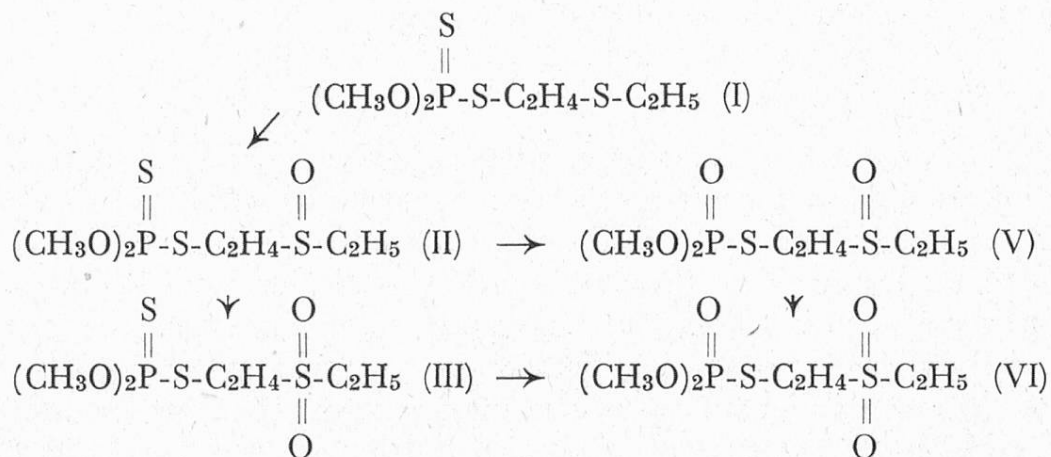 S
||
(CH3O)2P-S-C2H4-S-C2H5 (I)
S O
|| ||
(CH3O)2P-S-C2H4-S-C2H5 (II) → (CH3O)2P-S-C2H4-S-C2H5 (V)
O O
|| ||
S O O O
|| || || ||
(CH3O)2P-S-C2H4-S-C2H5 (III) → (CH3O)2P-S-C2H4-S-C2H5 (VI)
|| ||
O O